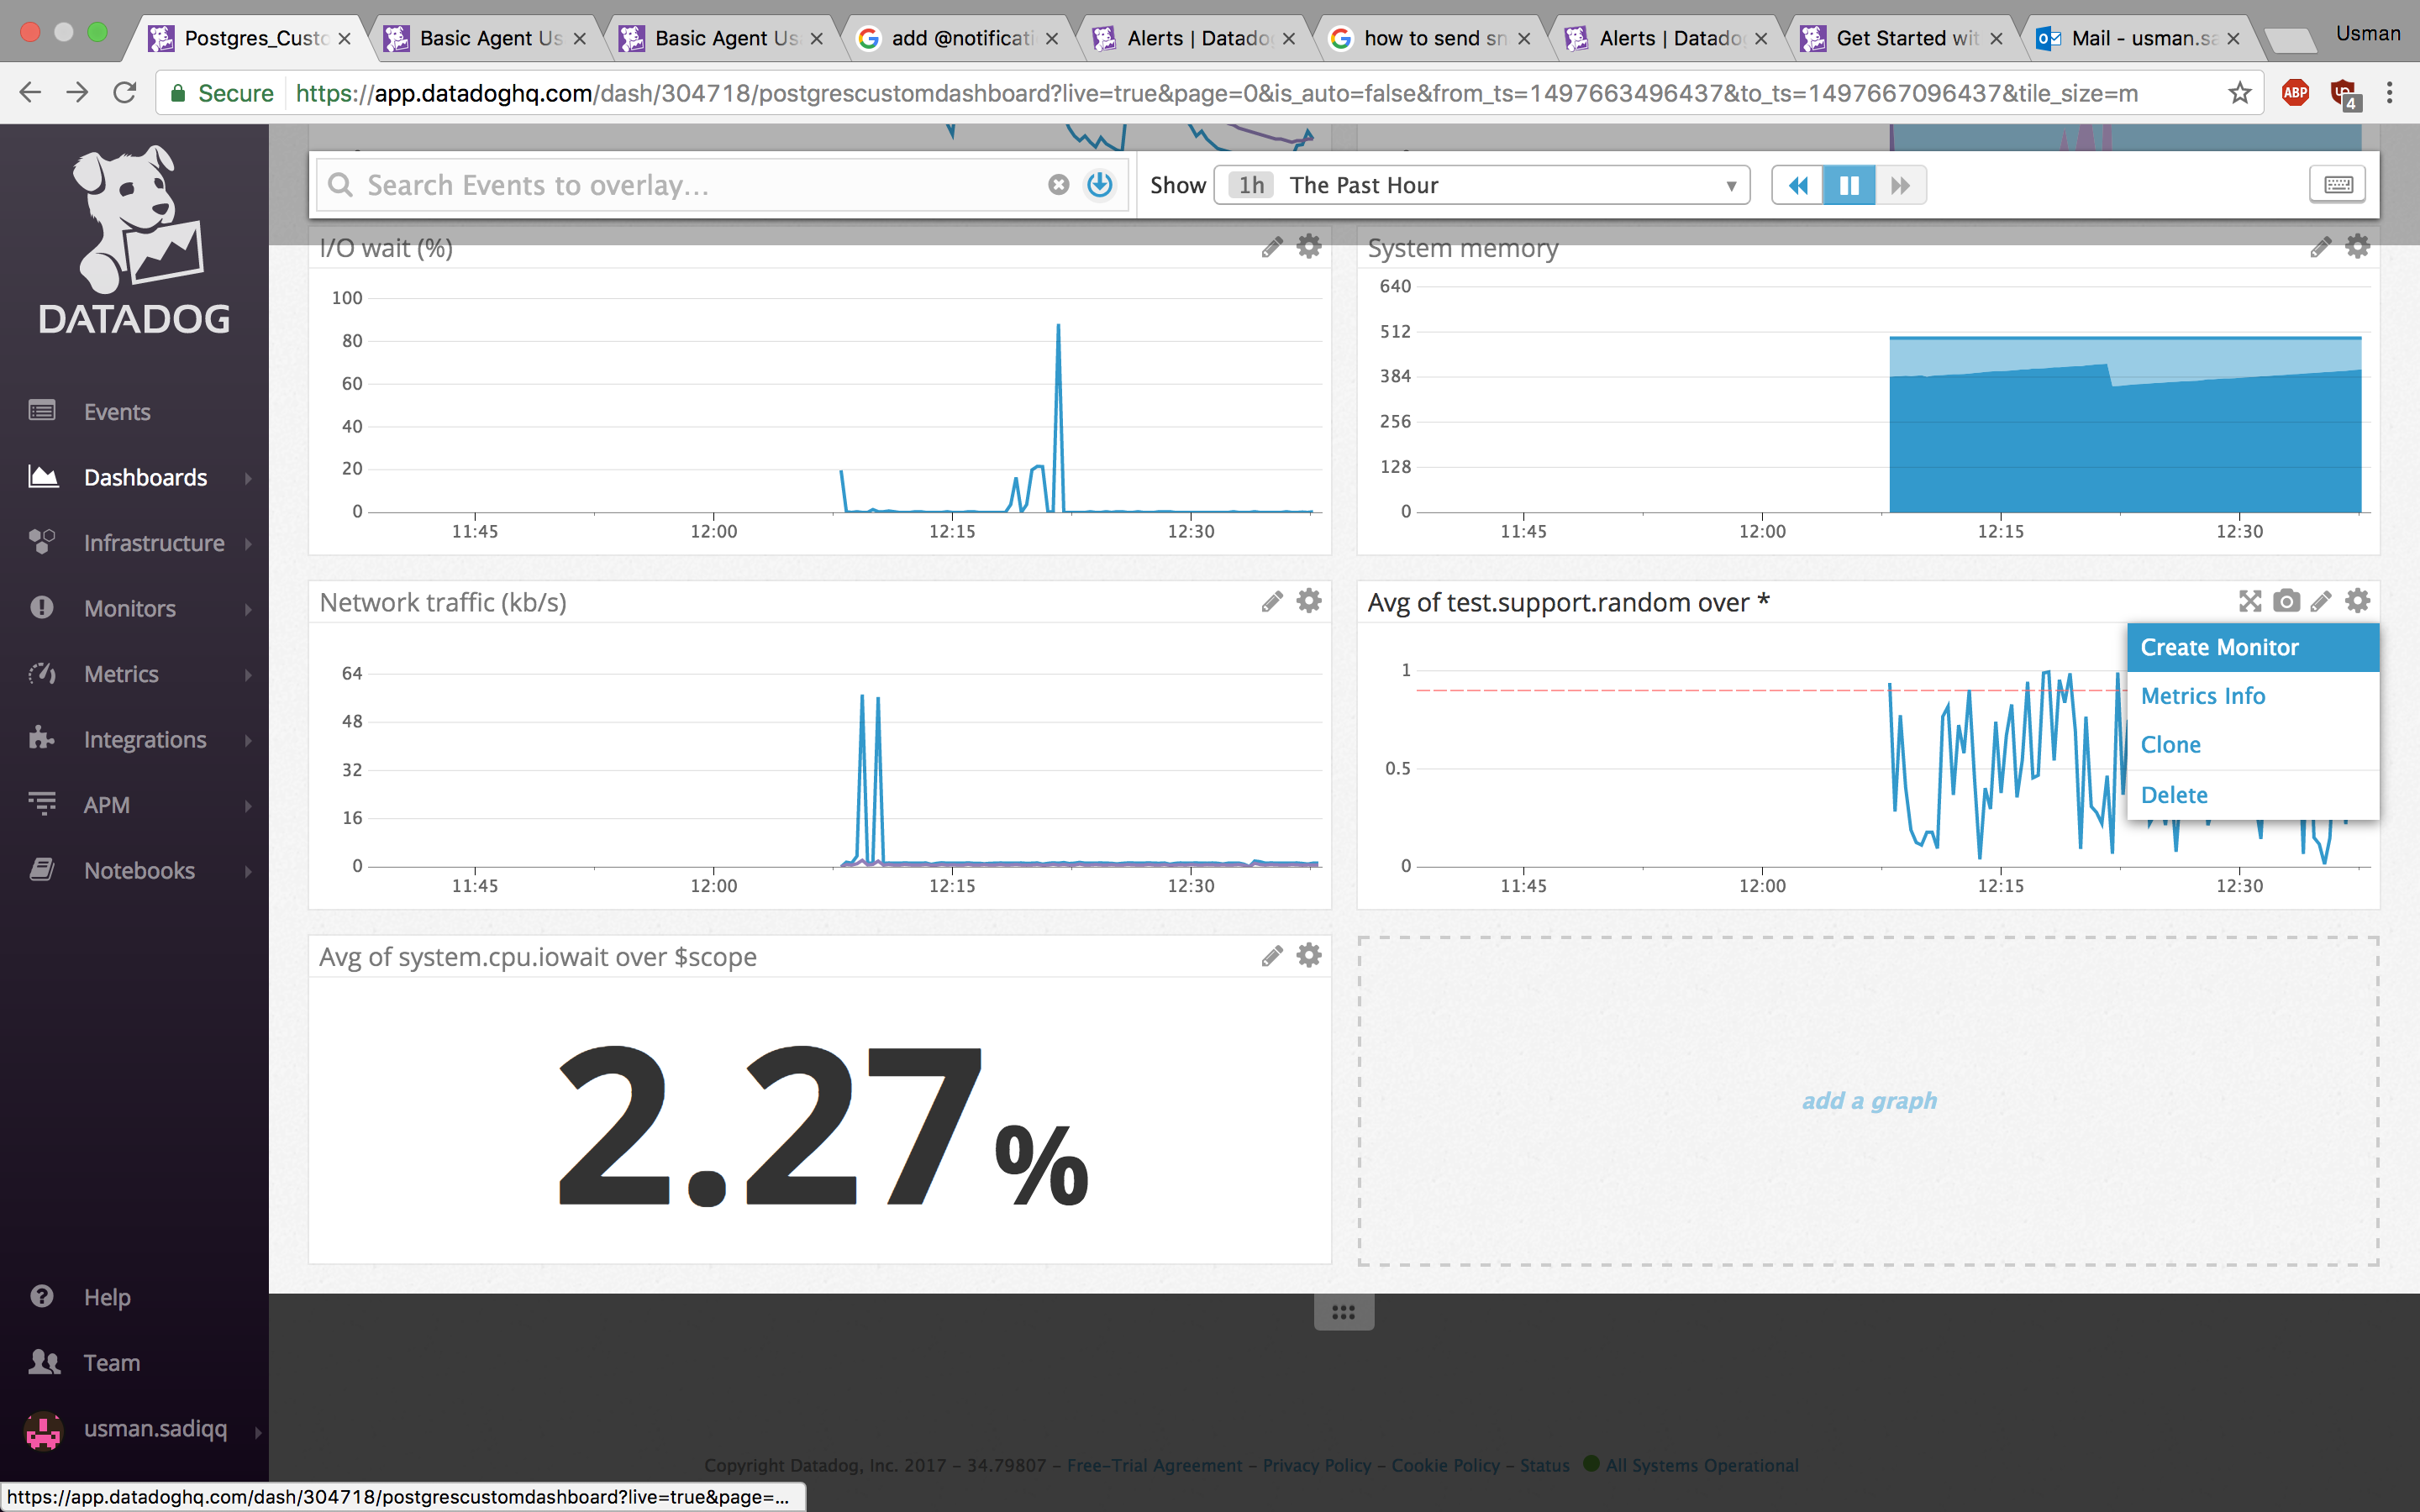 Postgres_Custo
Basic Agent Us
Basic Agent Us
add @notificati
Alerts | Datado
how to send sn
Alerts | Datado
Get Started wit
Mail - usman.sa
Usman
Secure
https://app.datadoghq.com/dash/304718/postgrescustomdashboard?live=true&page=0&is_auto=false&from_ts=1497663496437&to_ts=1497667096437&tile_size=m
ABP
4
DATADOG
Events
Dashboards
Infrastructure
Monitors
Metrics
Integrations
APM
Notebooks
Help
Team
usman.sadiqq
Search Events to overlay...
Show
1h The Past Hour
I/O wait (%)
100
80
60
40
20
0
11:45 12:00 12:15 12:30
System memory
640
512
384
256
128
0
11:45 12:00 12:15 12:30
Network traffic (kb/s)
64
48
32
16
0
11:45 12:00 12:15 12:30
Avg of test.support.random over *
1
0.5
0
11:45 12:00 12:15 12:30
Create Monitor
Metrics Info
Clone
Delete
Avg of system.cpu.iowait over $scope
2.27%
add a graph
Copyright Datadog, Inc. 2017 - 34.79807 - Free-Trial Agreement - Privacy Policy - Cookie Policy - Status All Systems Operational
https://app.datadoghq.com/dash/304718/postgrescustomdashboard?live=true&page=...